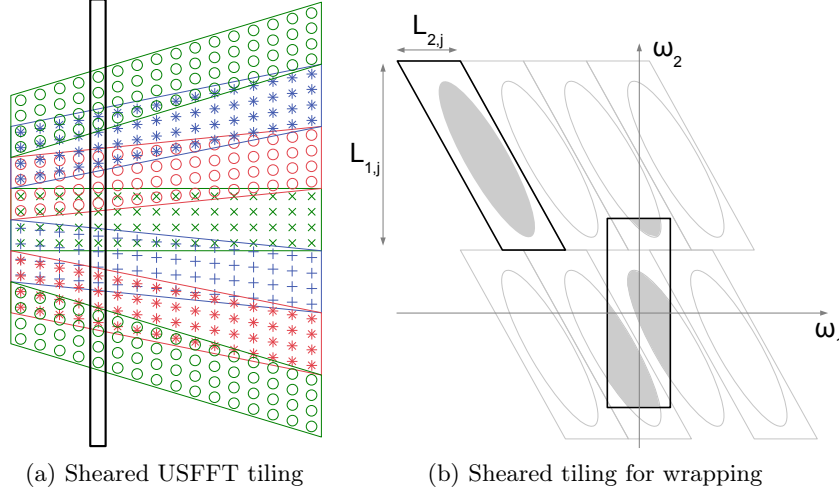 L2,j
ω2
L1,j
ω1
(a) Sheared USFFT tiling
(b) Sheared tiling for wrapping